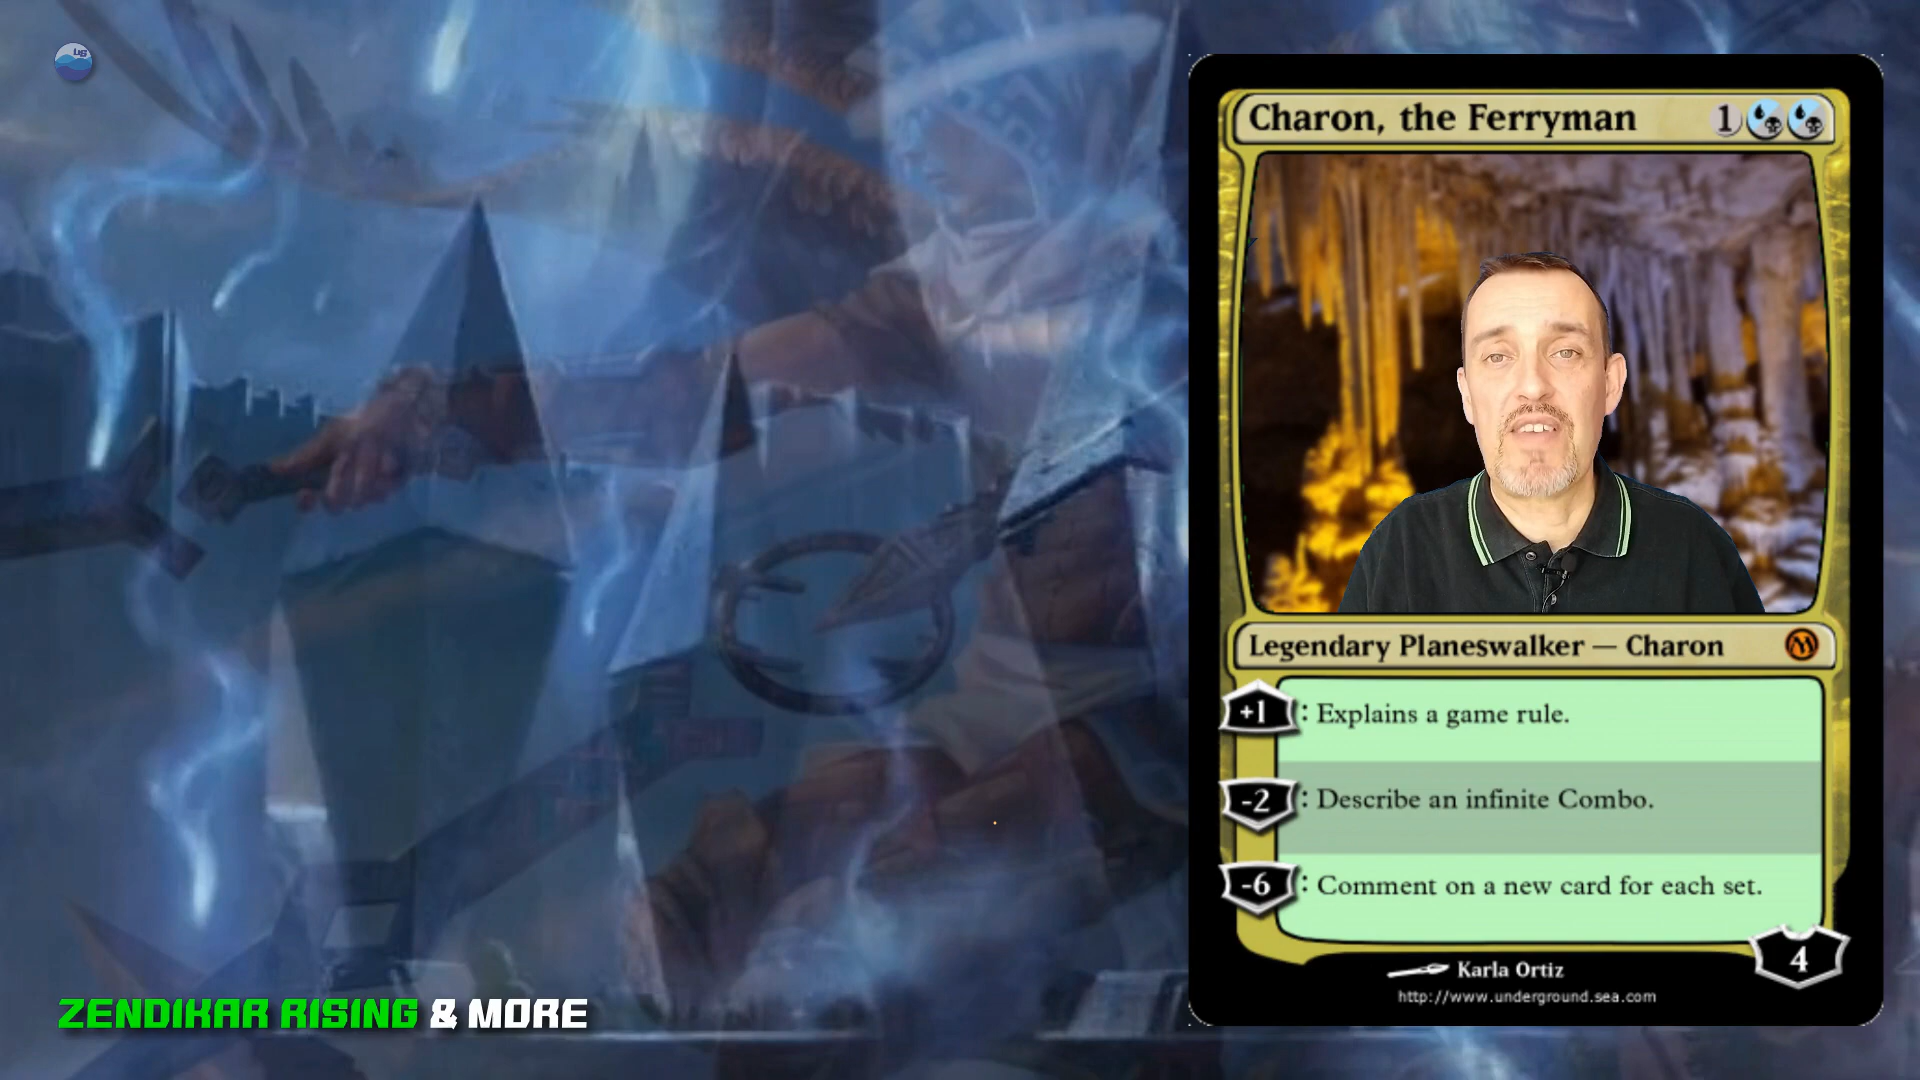 UG
Charon, the Ferryman 1
Legendary Planeswalker — Charon
+1 : Explains a game rule.
-2 : Describe an infinite Combo.
-6 : Comment on a new card for each set.
4
Karla Ortiz
http://www.underground.sea.com
ZENDIKAR RISING & MORE